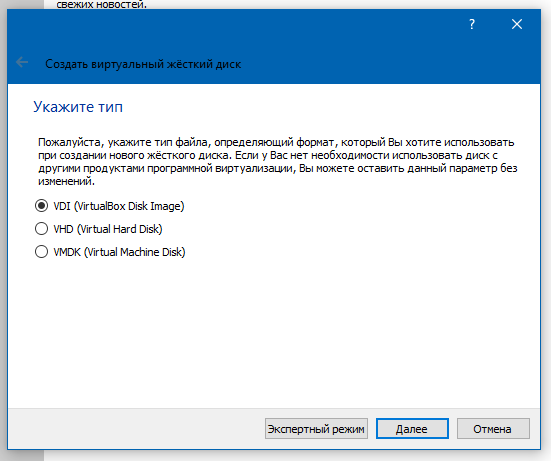 свежих новостей.
?
Создать виртуальный жёсткий диск
Укажите тип
Пожалуйста, укажите тип файла, определяющий формат, который Вы хотите использовать
при создании нового жёсткого диска. Если у Вас нет необходимости использовать диск с
другими продуктами программной виртуализации, Вы можете оставить данный параметр без
изменений.
VDI (VirtualBox Disk Image)
VHD (Virtual Hard Disk)
VMDK (Virtual Machine Disk)
Экспертный режим Далее Отмена